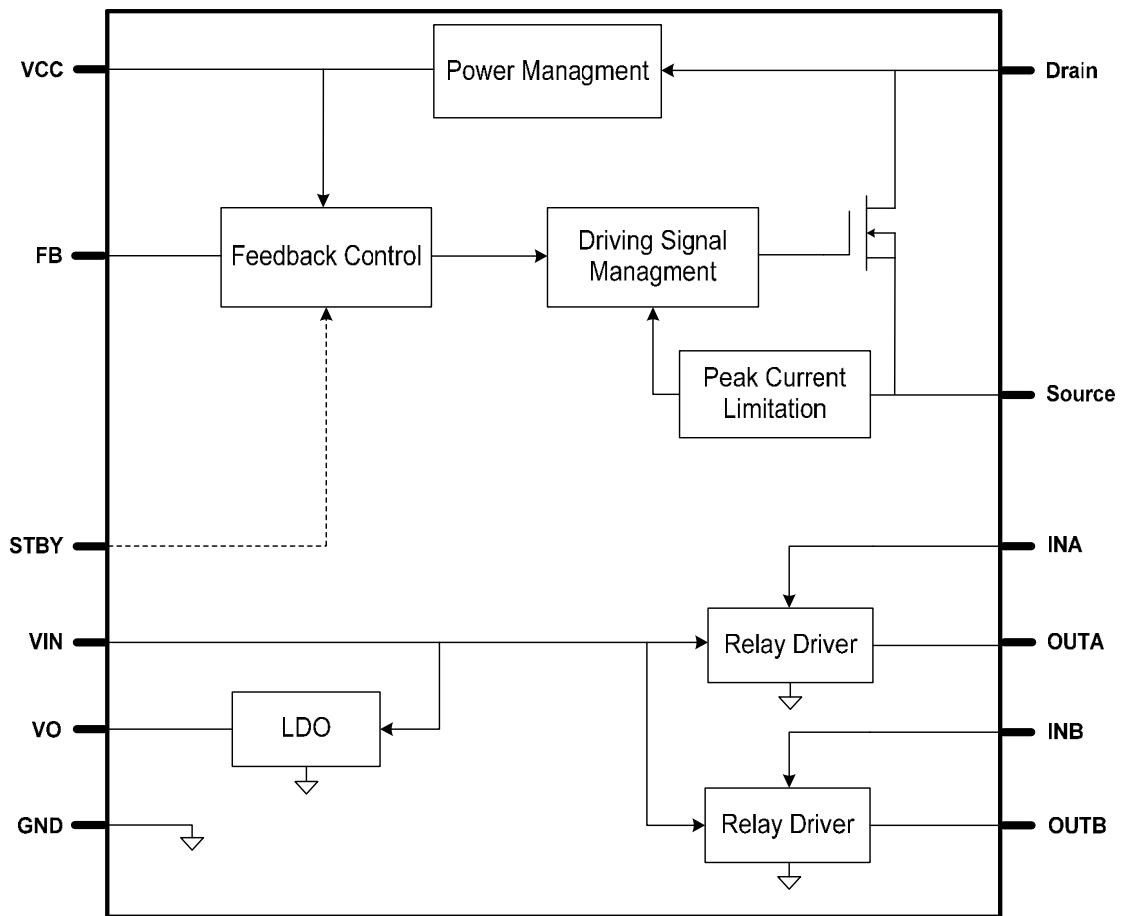 VCC
Power Managment
Drain
FB
Feedback Control
Driving Signal
Managment
Peak Current
Limitation
Source
STBY
INA
VIN
Relay Driver
OUTA
VO
LDO
INB
GND
Relay Driver
OUTB